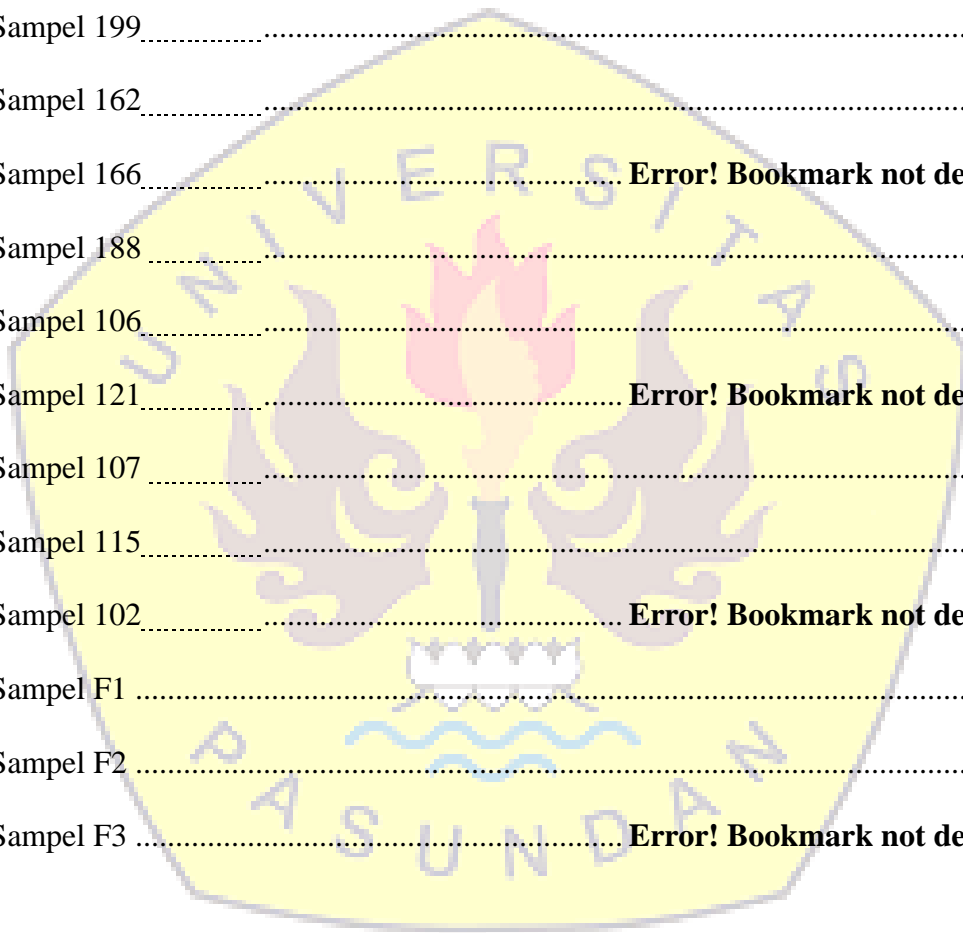 Sampel 199 ................................................................
Sampel 162 ................................................................
Sampel 166 ................................ Error! Bookmark not de
Sampel 188 ................................................................
Sampel 106 ................................................................
Sampel 121 ................................ Error! Bookmark not de
Sampel 107 ................................................................
Sampel 115 ................................................................
Sampel 102 ................................ Error! Bookmark not de
Sampel F1 ................................................................
Sampel F2 ................................................................
Sampel F3 ................................ Error! Bookmark not de
UNIVERSITAS
PASUNDAN